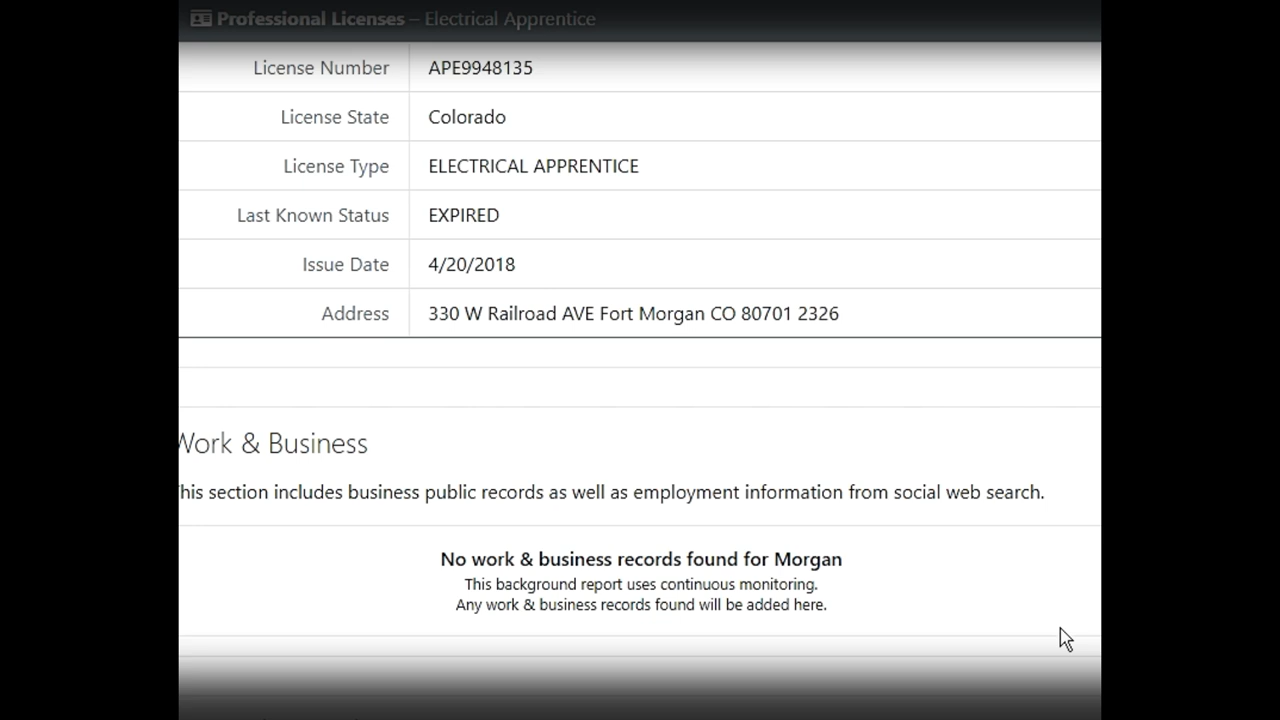 Professional Licenses – Electrical Apprentice
License Number APE9948135
License State Colorado
License Type ELECTRICAL APPRENTICE
Last Known Status EXPIRED
Issue Date 4/20/2018
Address 330 W Railroad AVE Fort Morgan CO 80701 2326
Work & Business
This section includes business public records as well as employment information from social web search.
No work & business records found for Morgan
This background report uses continuous monitoring.
Any work & business records found will be added here.